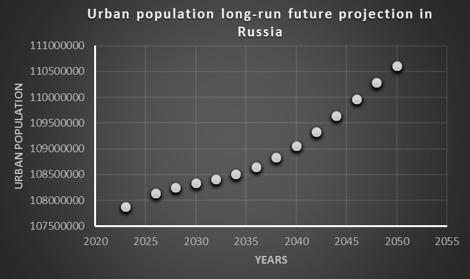 Urban population long-run future projection in
Russia
111000000
110500000
110000000
109500000
109000000
108500000
108000000
107500000
URBAN POPULATION
2020 2025 2030 2035 2040 2045 2050 2055
YEARS